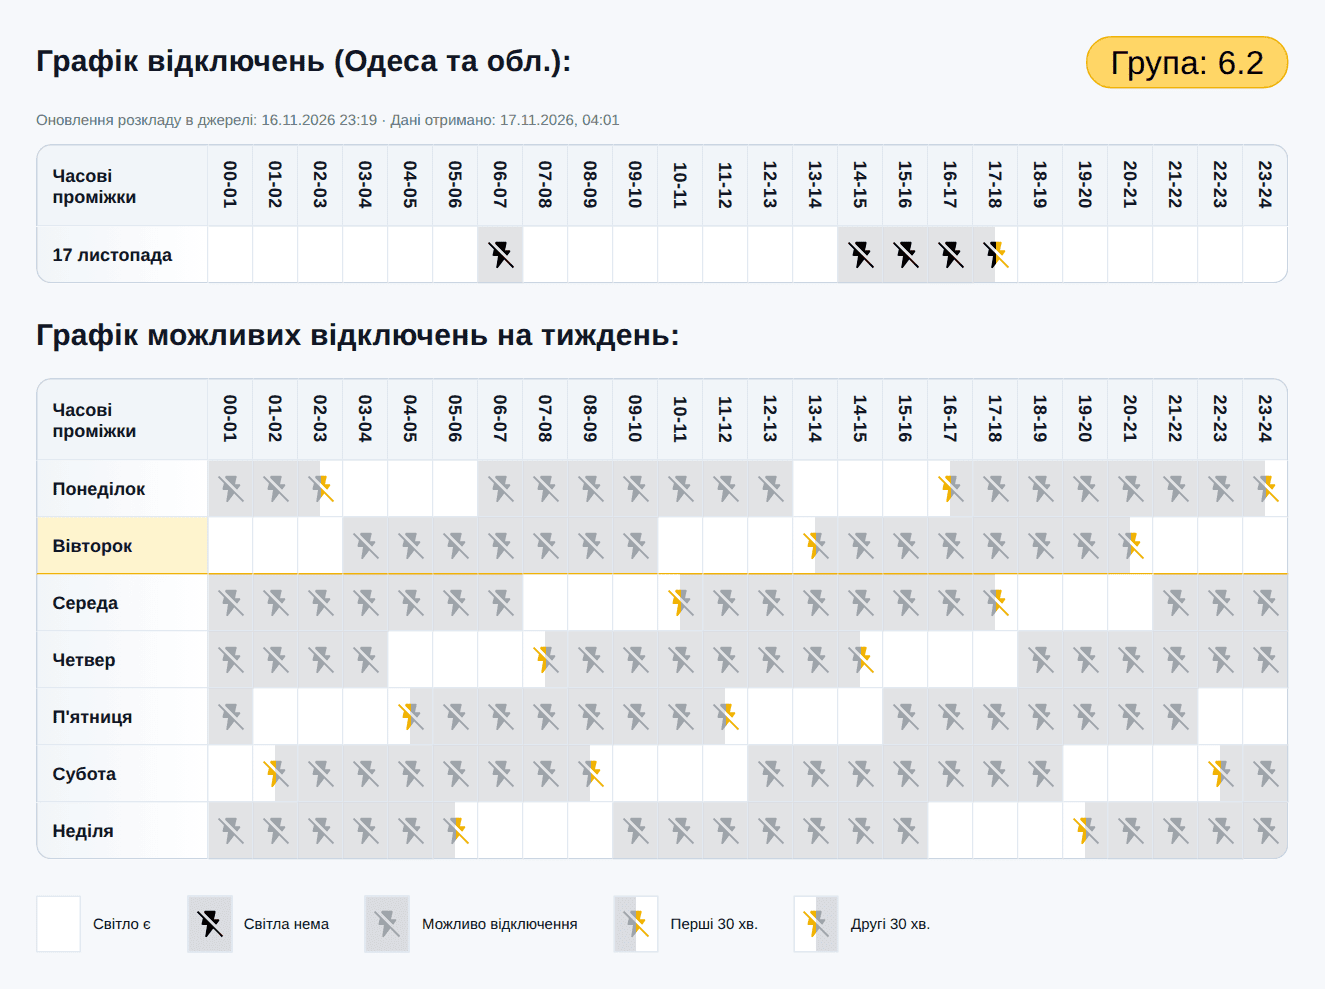 Графік відключень (Одеса та обл.):
Група: 6.2
Оновлення розкладу в джерелі: 16.11.2026 23:19 · Дані отримано: 17.11.2026, 04:01
Часові проміжки 00-01 01-02 02-03 03-04 04-05 05-06 06-07 07-08 08-09 09-10 10-11 11-12 12-13 13-14 14-15 15-16 16-17 17-18 18-19 19-20 20-21 21-22 22-23 23-24
17 листопада
Графік можливих відключень на тиждень:
Часові проміжки 00-01 01-02 02-03 03-04 04-05 05-06 06-07 07-08 08-09 09-10 10-11 11-12 12-13 13-14 14-15 15-16 16-17 17-18 18-19 19-20 20-21 21-22 22-23 23-24
Понеділок
Вівторок
Середа
Четвер
П'ятниця
Субота
Неділя
Світло є Світла нема Можливо відключення Перші 30 хв. Другі 30 хв.